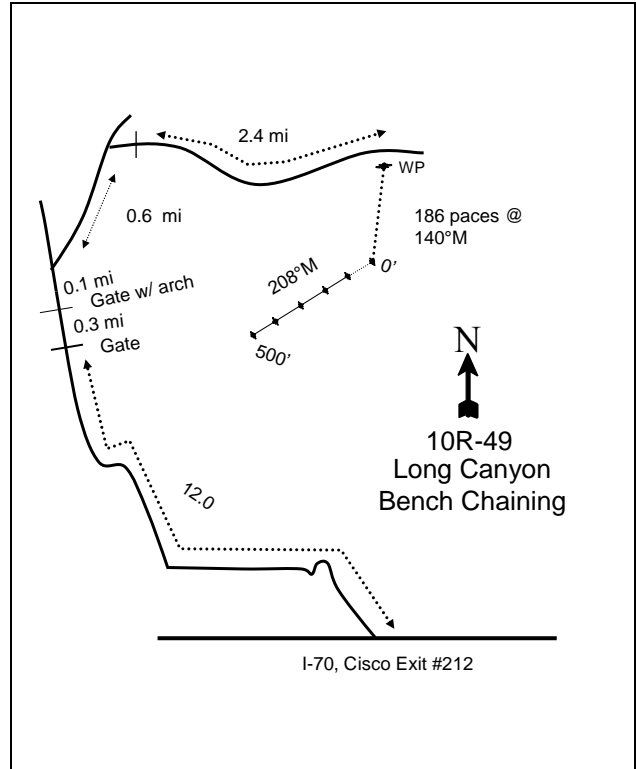 2.4 mi
WP
0.6 mi
186 paces @
140°M
208°M
0'
0.1 mi
Gate w/ arch
0.3 mi
Gate
500'
N
10R-49
Long Canyon
Bench Chaining
12.0
I-70, Cisco Exit #212